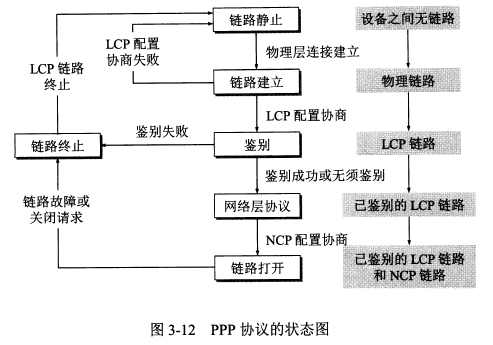 链路静止
设备之间无链路
LCP 配置
协商失败
物理层连接建立
LCP 链路
终止
链路建立
物理链路
LCP 配置协商
鉴别失败
链路终止
鉴别
LCP 链路
鉴别成功或无须鉴别
链路故障或
关闭请求
网络层协议
已鉴别的 LCP 链路
NCP 配置协商
链路打开
已鉴别的 LCP 链路
和 NCP 链路
图 3-12 PPP 协议的状态图